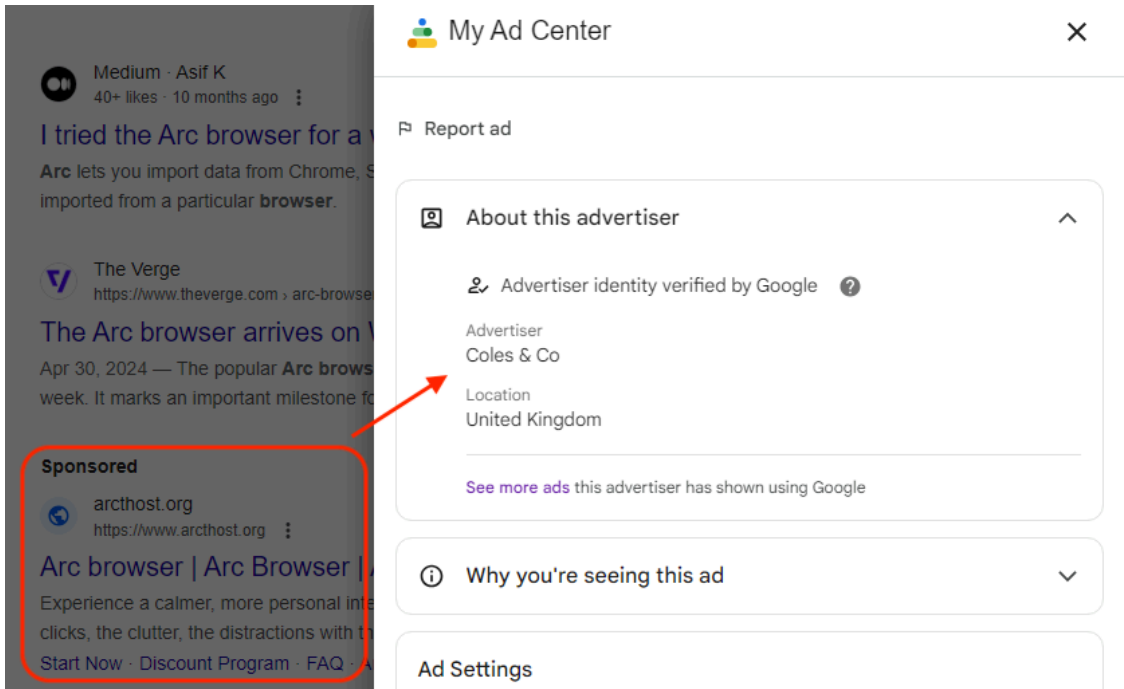 Medium · Asif K
40+ likes · 10 months ago
I tried the Arc browser for a
Arc lets you import data from Chrome,
imported from a particular browser.
The Verge
https://www.theverge.com › arc-browser
The Arc browser arrives on
Apr 30, 2024 — The popular Arc brows
week. It marks an important milestone
Sponsored
arcthost.org
https://www.arcthost.org
Arc browser | Arc Browser |
Experience a calmer, more personal inte
clicks, the clutter, the distractions with
Start Now · Discount Program · FAQ ·
My Ad Center
Report ad
About this advertiser
Advertiser identity verified by Google
Advertiser
Coles & Co
Location
United Kingdom
See more ads this advertiser has shown using Google
Why you're seeing this ad
Ad Settings